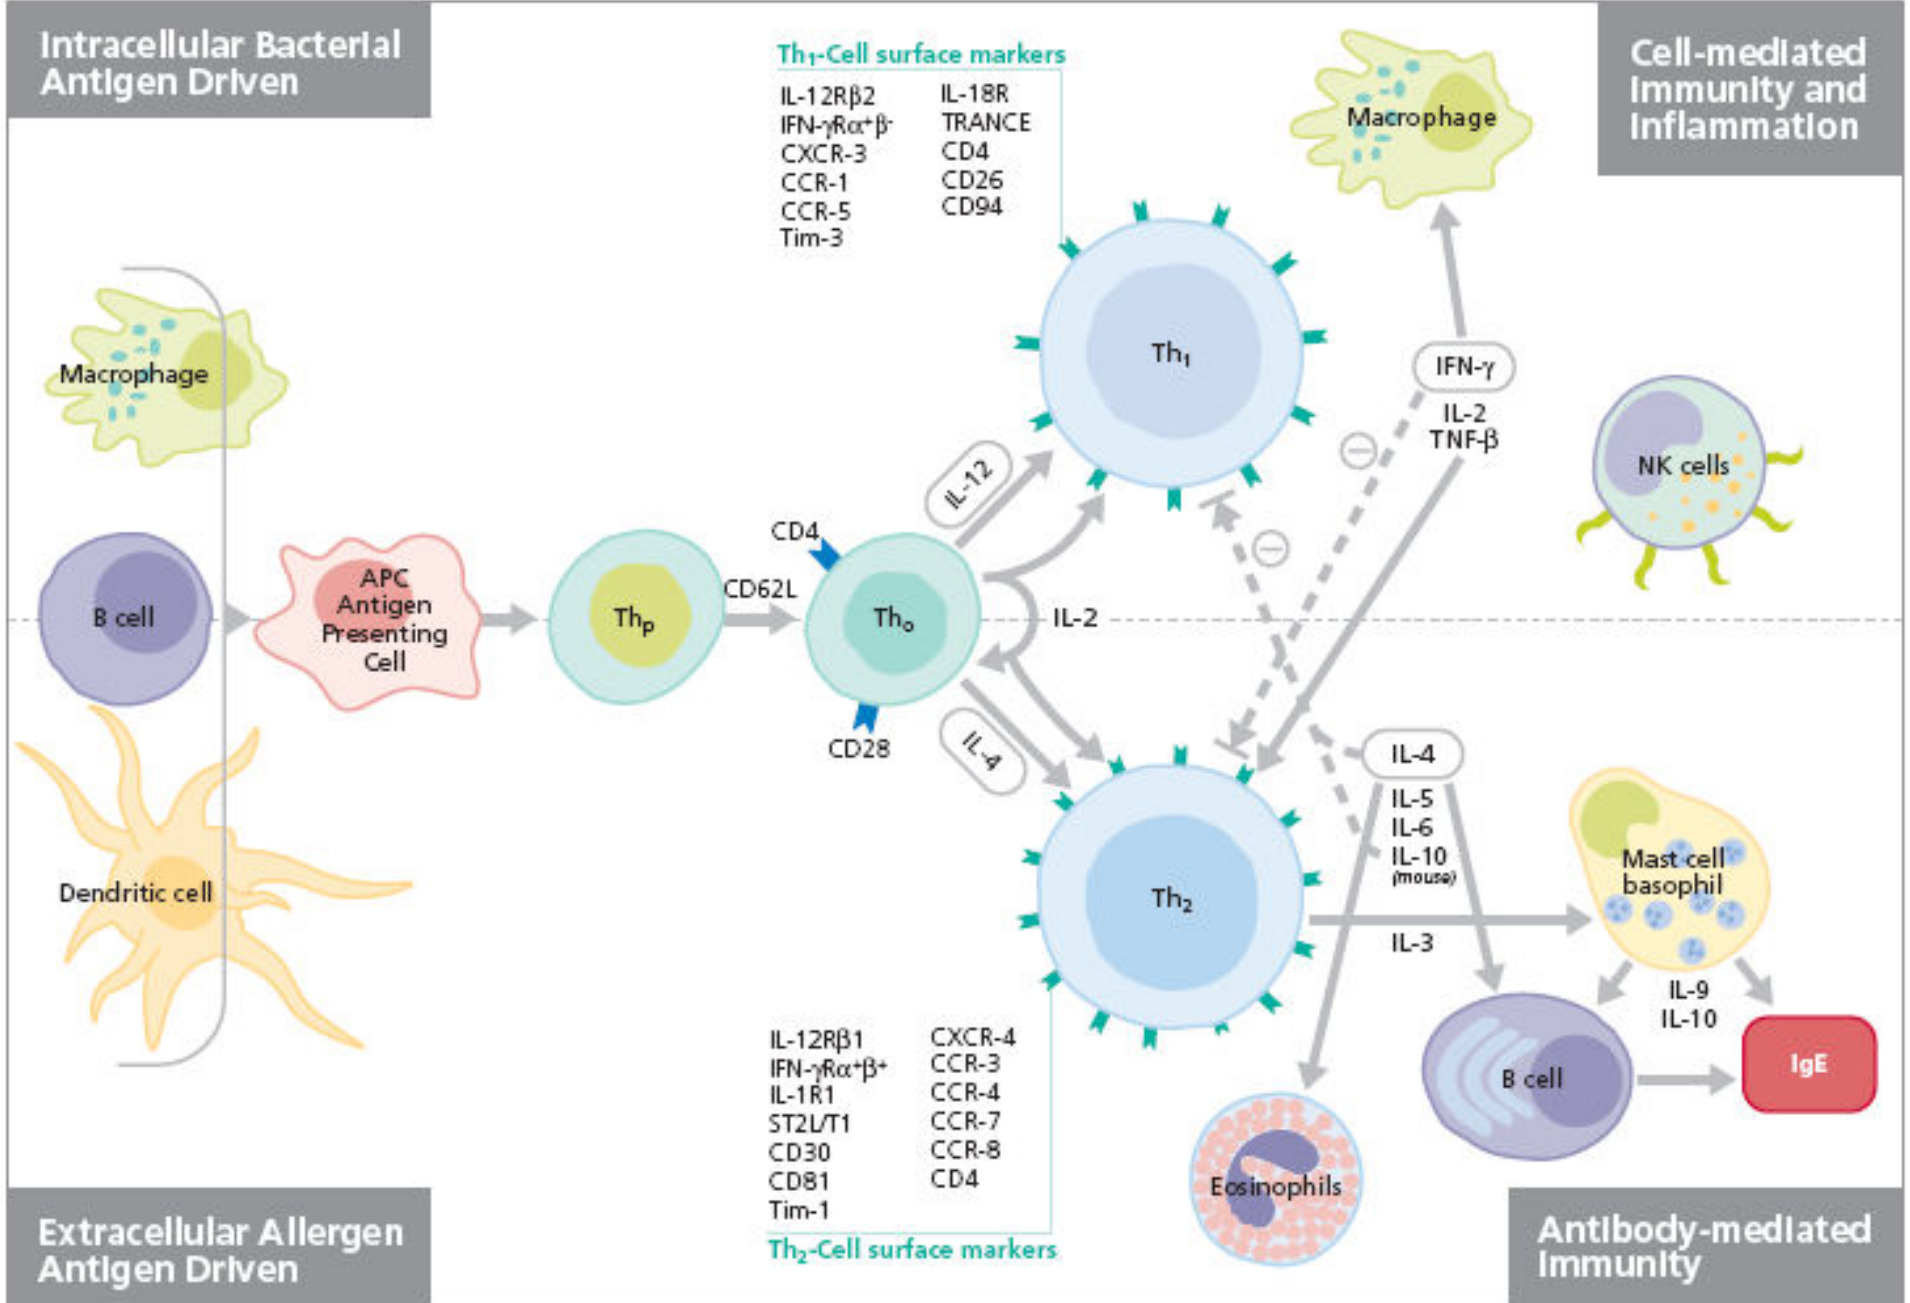 Intracellular Bacterial
Antigen Driven
Th₁-Cell surface markers
IL-12Rβ2
IFN-γRα⁺β⁻
CXCR-3
CCR-1
CCR-5
Tim-3
IL-18R
TRANCE
CD4
CD26
CD94
Macrophage
Cell-mediated
Immunity and
Inflammation
Macrophage
B cell
Dendritic cell
APC
Antigen
Presenting
Cell
Thp
CD62L
CD4
Th₀
CD28
IL-12
IL-2
IL-4
Th₁
IFN-γ
IL-2
TNF-β
NK cells
Th₂
IL-4
IL-5
IL-6
IL-10
(mouse)
IL-3
Mast cell
basophil
IL-9
IL-10
B cell
IgE
Eosinophils
IL-12Rβ1
IFN-γRα⁺β⁺
IL-1R1
ST2L/T1
CD30
CD81
Tim-1
CXCR-4
CCR-3
CCR-4
CCR-7
CCR-8
CD4
Th₂-Cell surface markers
Extracellular Allergen
Antigen Driven
Antibody-mediated
Immunity